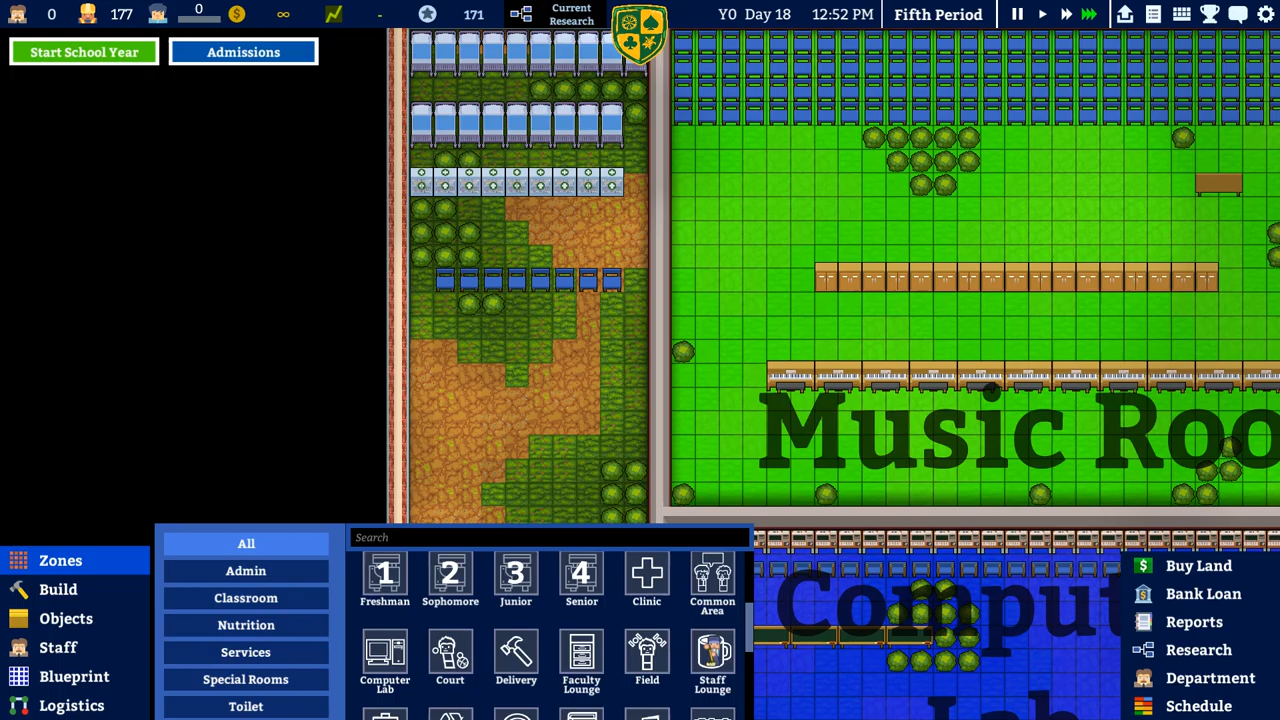 0
177
0
∞
-
171
Current
Research
Y0 Day 18
12:52 PM
Fifth Period
Start School Year
Admissions
Music Roo
Comput
Lab
Zones
Build
Objects
Staff
Blueprint
Logistics
All
Admin
Classroom
Nutrition
Services
Special Rooms
Toilet
Search
1
2
3
4
Freshman
Sophomore
Junior
Senior
Clinic
Common
Area
Computer
Lab
Court
Delivery
Faculty
Lounge
Field
Staff
Lounge
Buy Land
Bank Loan
Reports
Research
Department
Schedule